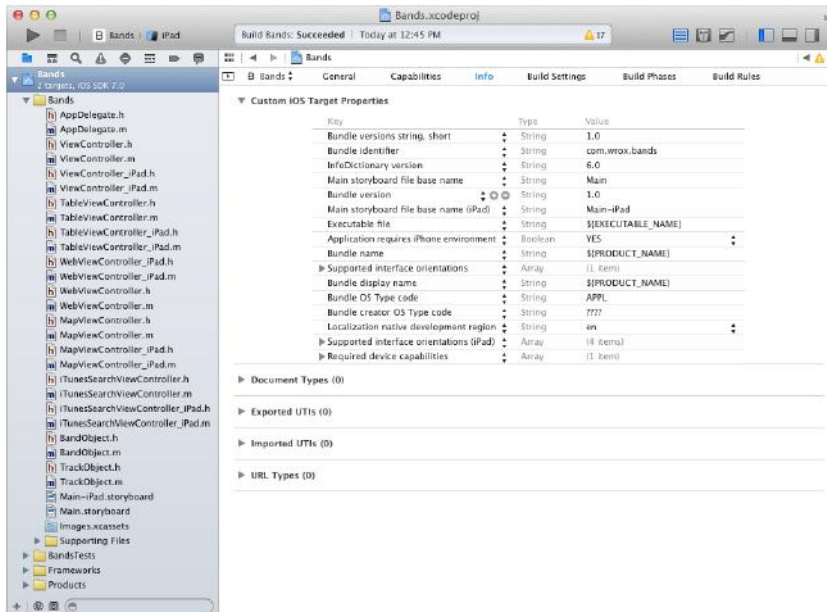 Bands.xcodeproj
B Bands iPad
Build Bands: Succeeded | Today at 12:45 PM
17
Bands
2 targets, iOS SDK 7.0
Bands
h AppDelegate.h
m AppDelegate.m
h ViewController.h
m ViewController.m
h ViewController_iPad.h
m ViewController_iPad.m
h TableViewController.h
m TableViewController.m
h TableViewController_iPad.h
m TableViewController_iPad.m
h WebViewController_iPad.h
m WebViewController_iPad.m
h WebViewController.h
m WebViewController.m
h MapViewController.h
m MapViewController.m
h MapViewController_iPad.h
m MapViewController_iPad.m
h iTunesSearchViewController.h
m iTunesSearchViewController.m
h iTunesSearchViewController_iPad.h
m iTunesSearchViewController_iPad.m
h BandObject.h
m BandObject.m
h TrackObject.h
m TrackObject.m
Main-iPad.storyboard
Main.storyboard
Images.xcassets
Supporting Files
BandsTests
Frameworks
Products
Bands
B Bands General Capabilities Info Build Settings Build Phases Build Rules
Custom iOS Target Properties
Key Type Value
Bundle versions string, short String 1.0
Bundle identifier String com.wrox.bands
InfoDictionary version String 6.0
Main storyboard file base name String Main
Bundle version String 1.0
Main storyboard file base name (iPad) String Main-iPad
Executable file String ${EXECUTABLE_NAME}
Application requires iPhone environment Boolean YES
Bundle name String ${PRODUCT_NAME}
Supported interface orientations Array (1 item)
Bundle display name String ${PRODUCT_NAME}
Bundle OS Type code String APPL
Bundle creator OS Type code String ????
Localization native development region String en
Supported interface orientations (iPad) Array (4 items)
Required device capabilities Array (1 item)
Document Types (0)
Exported UTIs (0)
Imported UTIs (0)
URL Types (0)